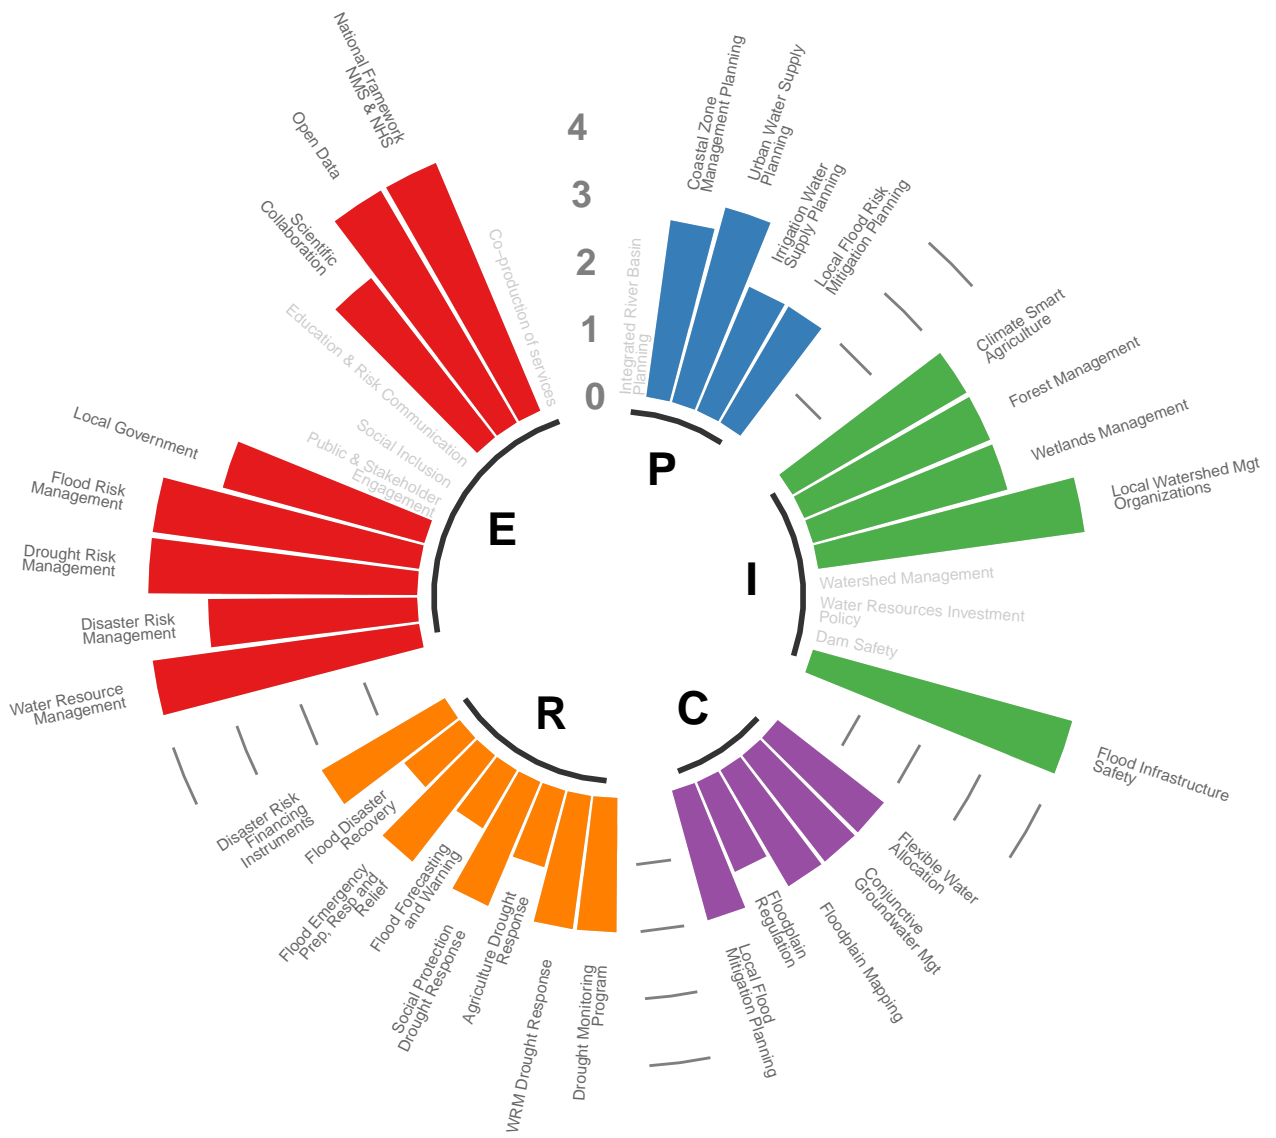 4
3
2
1
0
P
I
C
R
E
Integrated River Basin
Planning
Coastal Zone
Management Planning
Urban Water Supply
Planning
Irrigation Water
Supply Planning
Local Flood Risk
Mitigation Planning
Climate Smart
Agriculture
Forest Management
Wetlands Management
Local Watershed Mgt
Organizations
Watershed Management
Water Resources Investment
Policy
Dam Safety
Flood Infrastructure
Safety
Flexible Water
Allocation
Conjunctive
Groundwater Mgt
Floodplain Mapping
Floodplain
Regulation
Local Flood
Mitigation Planning
Drought Monitoring
Program
WRM Drought Response
Agriculture Drought
Response
Social Protection
Drought Response
Flood Forecasting
and Warning
Flood Emergency
Prep, Resp and
Relief
Flood Disaster
Recovery
Disaster Risk
Financing
Instruments
Water Resource
Management
Disaster Risk
Management
Drought Risk
Management
Flood Risk
Management
Local Government
Public & Stakeholder
Engagement
Social Inclusion
Education & Risk Communication
Scientific
Collaboration
Open Data
National Framework
NMS & NHS
Co−production of services